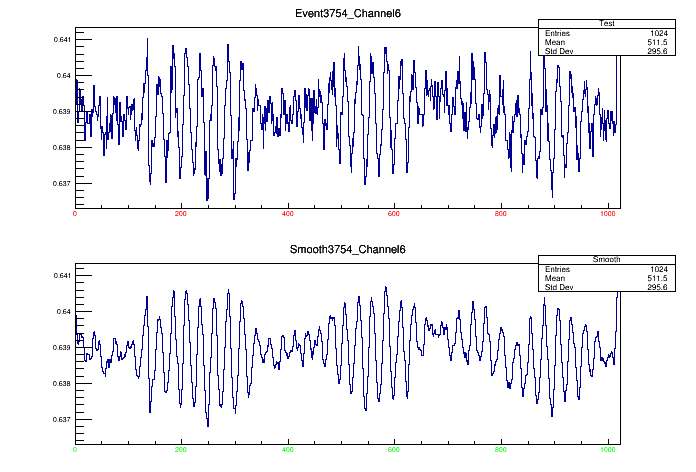 Event3754_Channel6
Test
Entries 1024
Mean 511.5
Std Dev 295.6
0.641
0.64
0.639
0.638
0.637
0 200 400 600 800 1000
Smooth3754_Channel6
Smooth
Entries 1024
Mean 511.5
Std Dev 295.6
0.641
0.64
0.639
0.638
0.637
0 200 400 600 800 1000